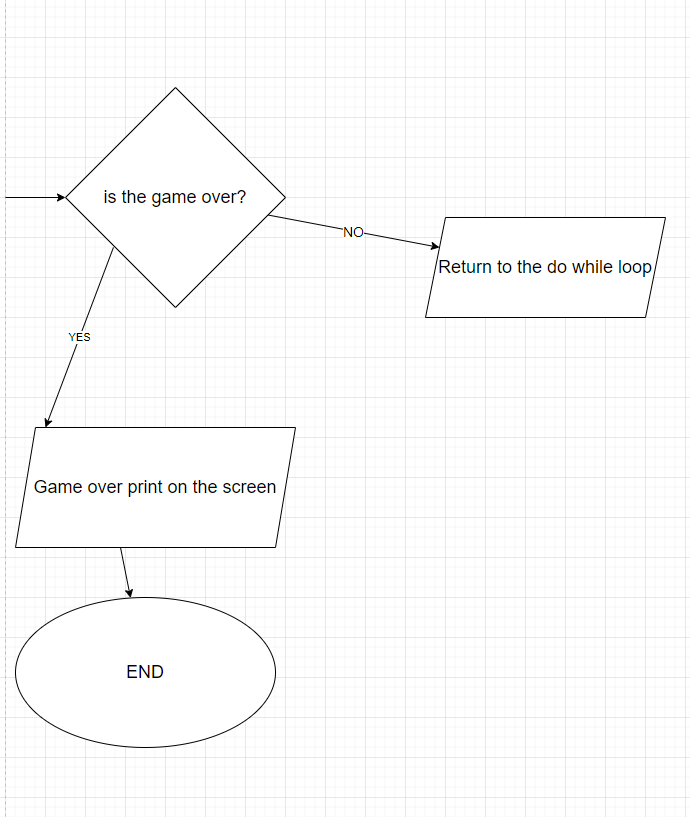 is the game over?
NO
Return to the do while loop
YES
Game over print on the screen
END